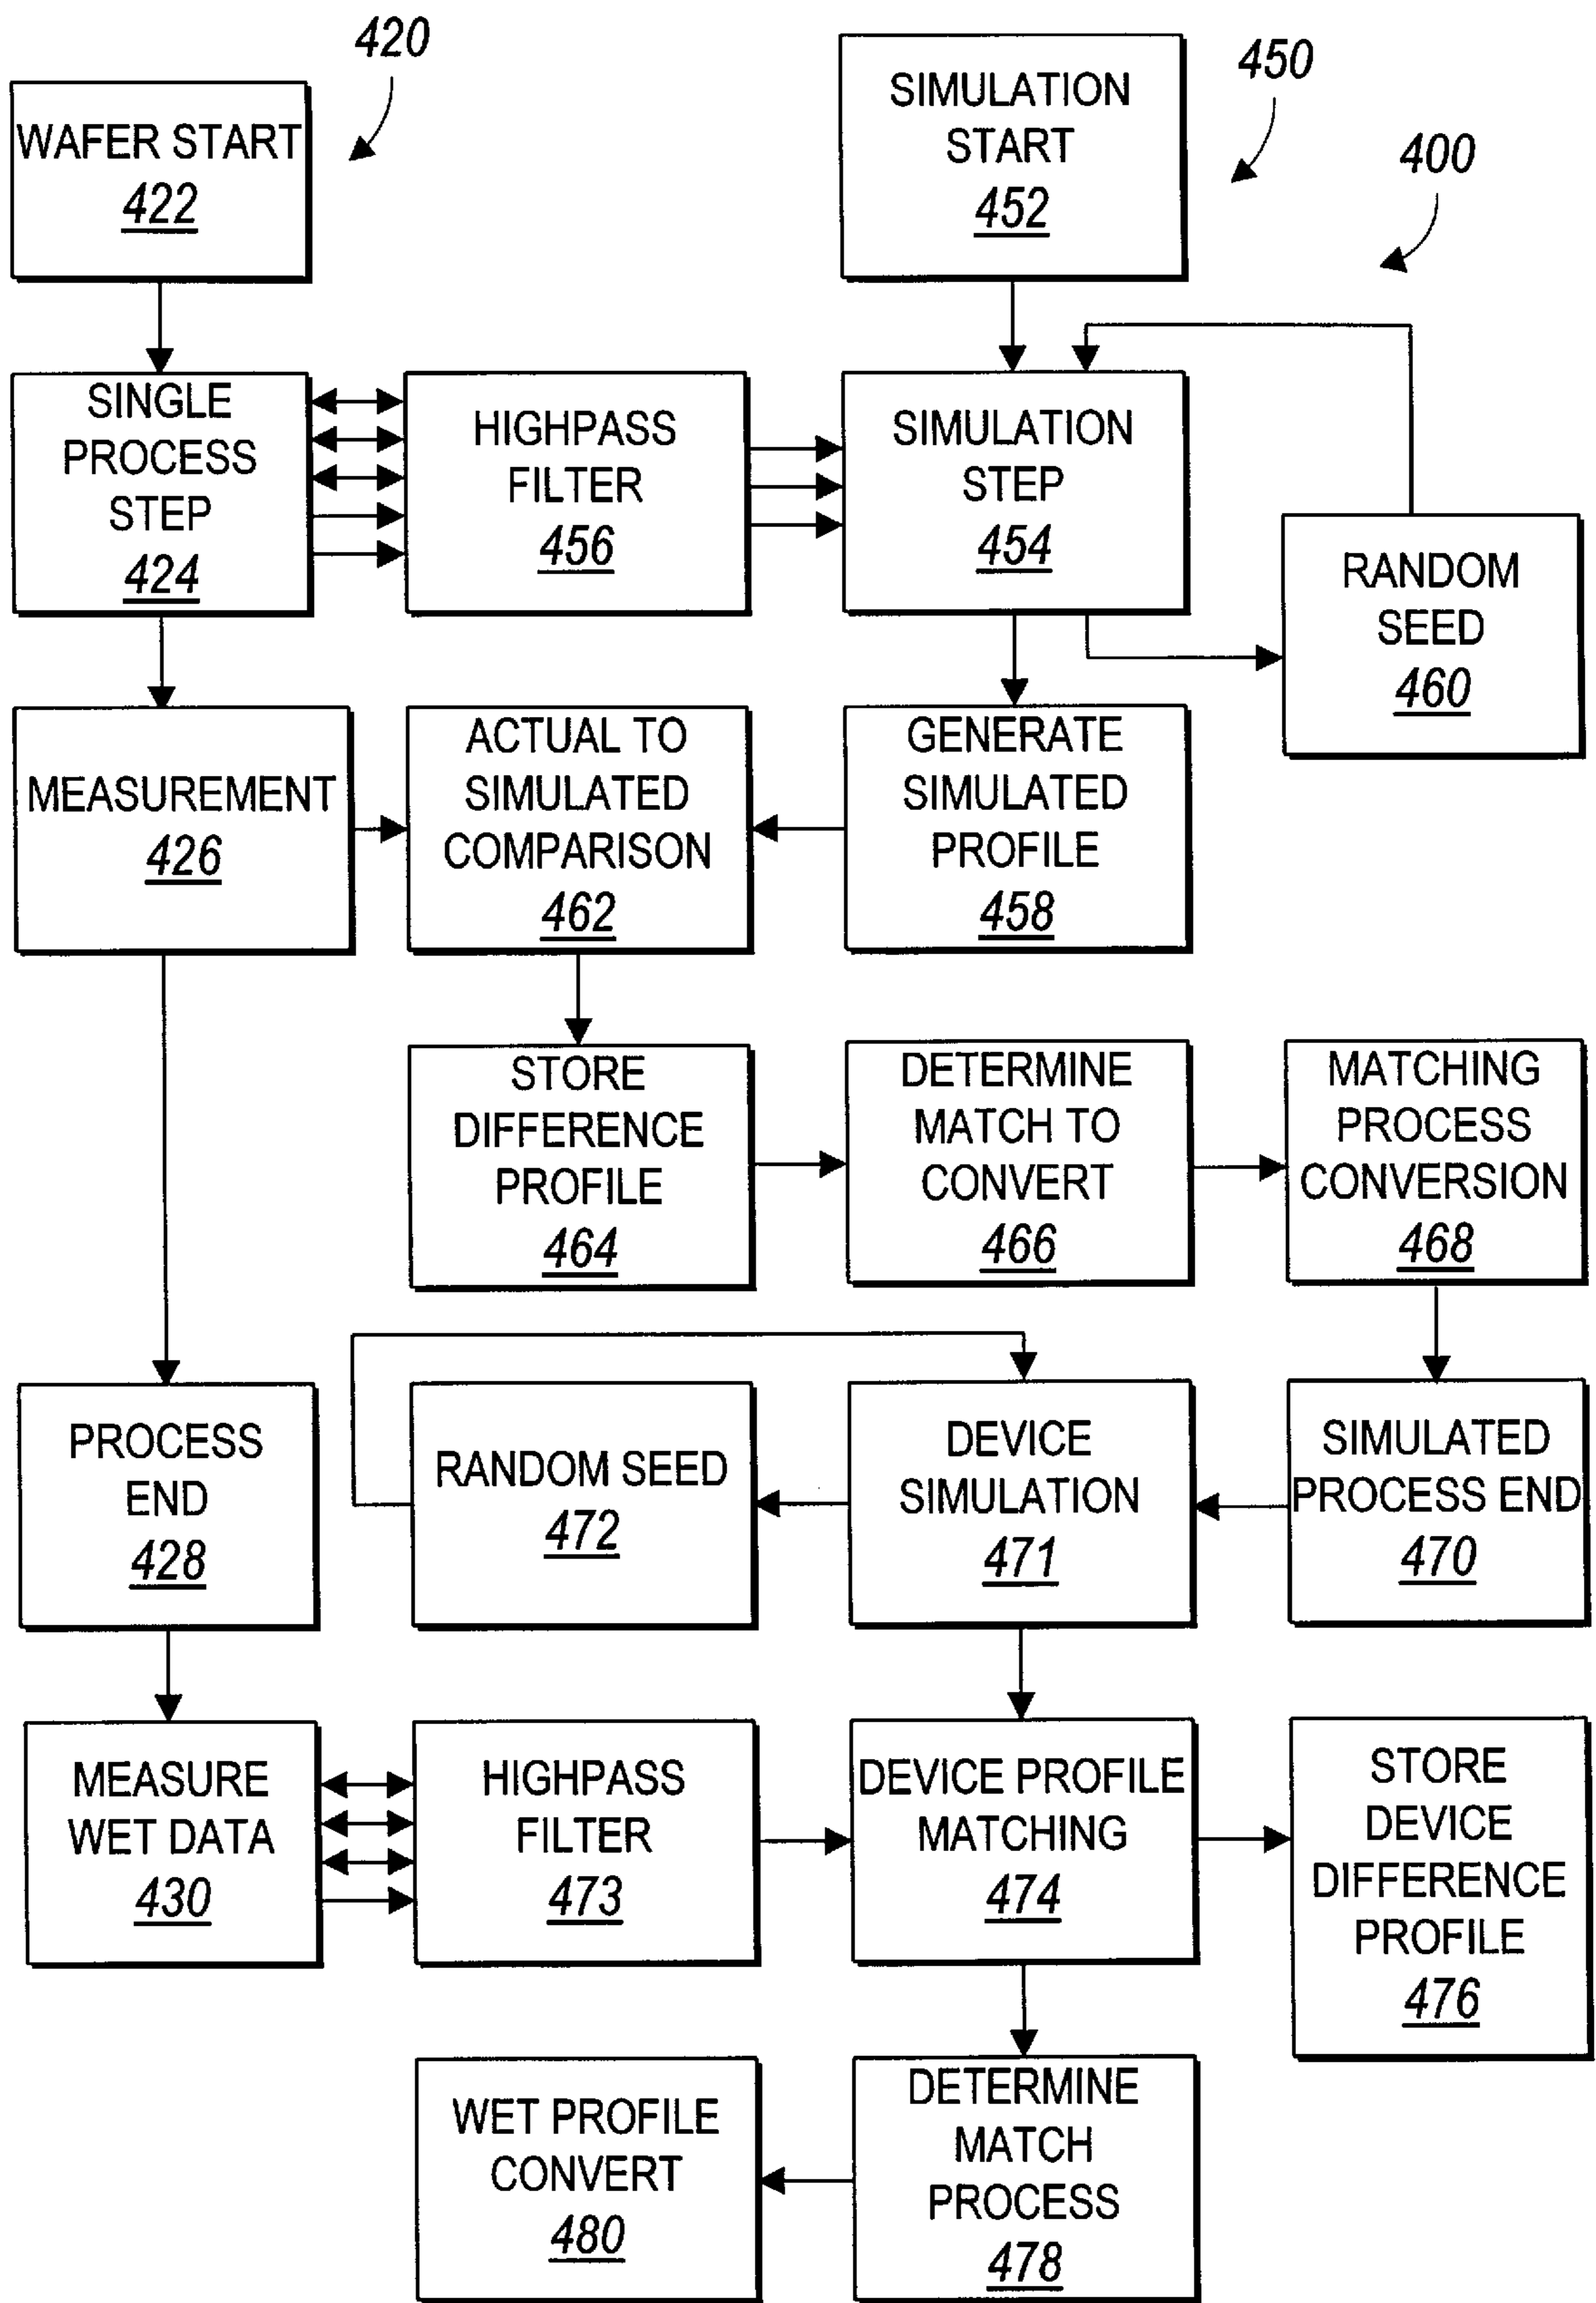 420
450
400
WAFER START
422
SIMULATION
START
452
SINGLE
PROCESS
STEP
424
HIGHPASS
FILTER
456
SIMULATION
STEP
454
RANDOM
SEED
460
MEASUREMENT
426
ACTUAL TO
SIMULATED
COMPARISON
462
GENERATE
SIMULATED
PROFILE
458
STORE
DIFFERENCE
PROFILE
464
DETERMINE
MATCH TO
CONVERT
466
MATCHING
PROCESS
CONVERSION
468
PROCESS
END
428
RANDOM SEED
472
DEVICE
SIMULATION
471
SIMULATED
PROCESS END
470
MEASURE
WET DATA
430
HIGHPASS
FILTER
473
DEVICE PROFILE
MATCHING
474
STORE
DEVICE
DIFFERENCE
PROFILE
476
WET PROFILE
CONVERT
480
DETERMINE
MATCH
PROCESS
478